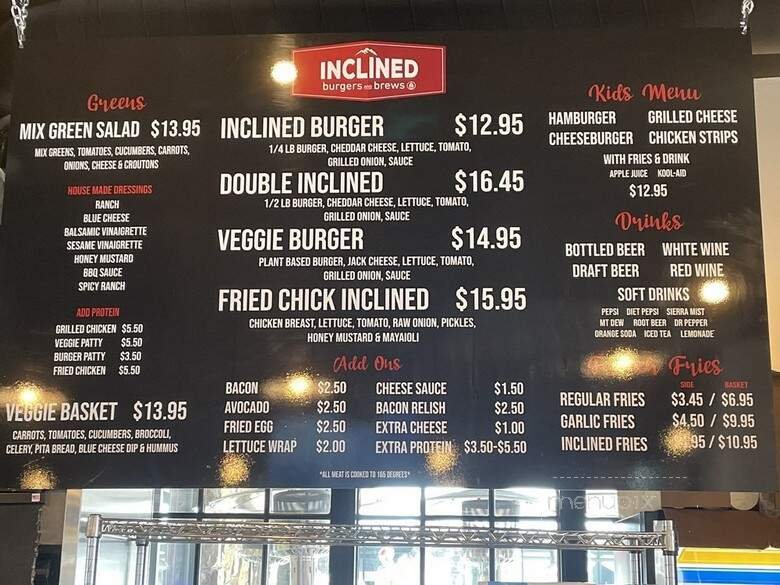 INCLINED
burgers and brews
Greens
MIX GREEN SALAD $13.95
MIX GREENS, TOMATOES, CUCUMBERS, CARROTS,
ONIONS, CHEESE & CROUTONS
HOUSE MADE DRESSINGS
RANCH
BLUE CHEESE
BALSAMIC VINAIGRETTE
SESAME VINAIGRETTE
HONEY MUSTARD
BBQ SAUCE
SPICY RANCH
ADD PROTEIN
GRILLED CHICKEN $5.50
VEGGIE PATTY $5.50
BURGER PATTY $3.50
FRIED CHICKEN $5.50
VEGGIE BASKET $13.95
CARROTS, TOMATOES, CUCUMBERS, BROCCOLI,
CELERY, PITA BREAD, BLUE CHEESE DIP & HUMMUS
INCLINED BURGER $12.95
1/4 LB BURGER, CHEDDAR CHEESE, LETTUCE, TOMATO,
GRILLED ONION, SAUCE
DOUBLE INCLINED $16.45
1/2 LB BURGER, CHEDDAR CHEESE, LETTUCE, TOMATO,
GRILLED ONION, SAUCE
VEGGIE BURGER $14.95
PLANT BASED BURGER, JACK CHEESE, LETTUCE, TOMATO,
GRILLED ONION, SAUCE
FRIED CHICK INCLINED $15.95
CHICKEN BREAST, LETTUCE, TOMATO, RAW ONION, PICKLES,
HONEY MUSTARD & MAYAIOLI
Add Ons
BACON $2.50 CHEESE SAUCE $1.50
AVOCADO $2.50 BACON RELISH $2.50
FRIED EGG $2.50 EXTRA CHEESE $1.00
LETTUCE WRAP $2.00 EXTRA PROTEIN $3.50-$5.50
*ALL MEAT IS COOKED TO 165 DEGREES*
Kids Menu
HAMBURGER GRILLED CHEESE
CHEESEBURGER CHICKEN STRIPS
WITH FRIES & DRINK
APPLE JUICE KOOL-AID
$12.95
Drinks
BOTTLED BEER WHITE WINE
DRAFT BEER RED WINE
SOFT DRINKS
PEPSI DIET PEPSI SIERRA MIST
MT DEW ROOT BEER DR PEPPER
ORANGE SODA ICED TEA LEMONADE
Fries
SIDE BASKET
REGULAR FRIES $3.45 / $6.95
GARLIC FRIES $4.50 / $9.95
INCLINED FRIES 95 / $10.95
menupix